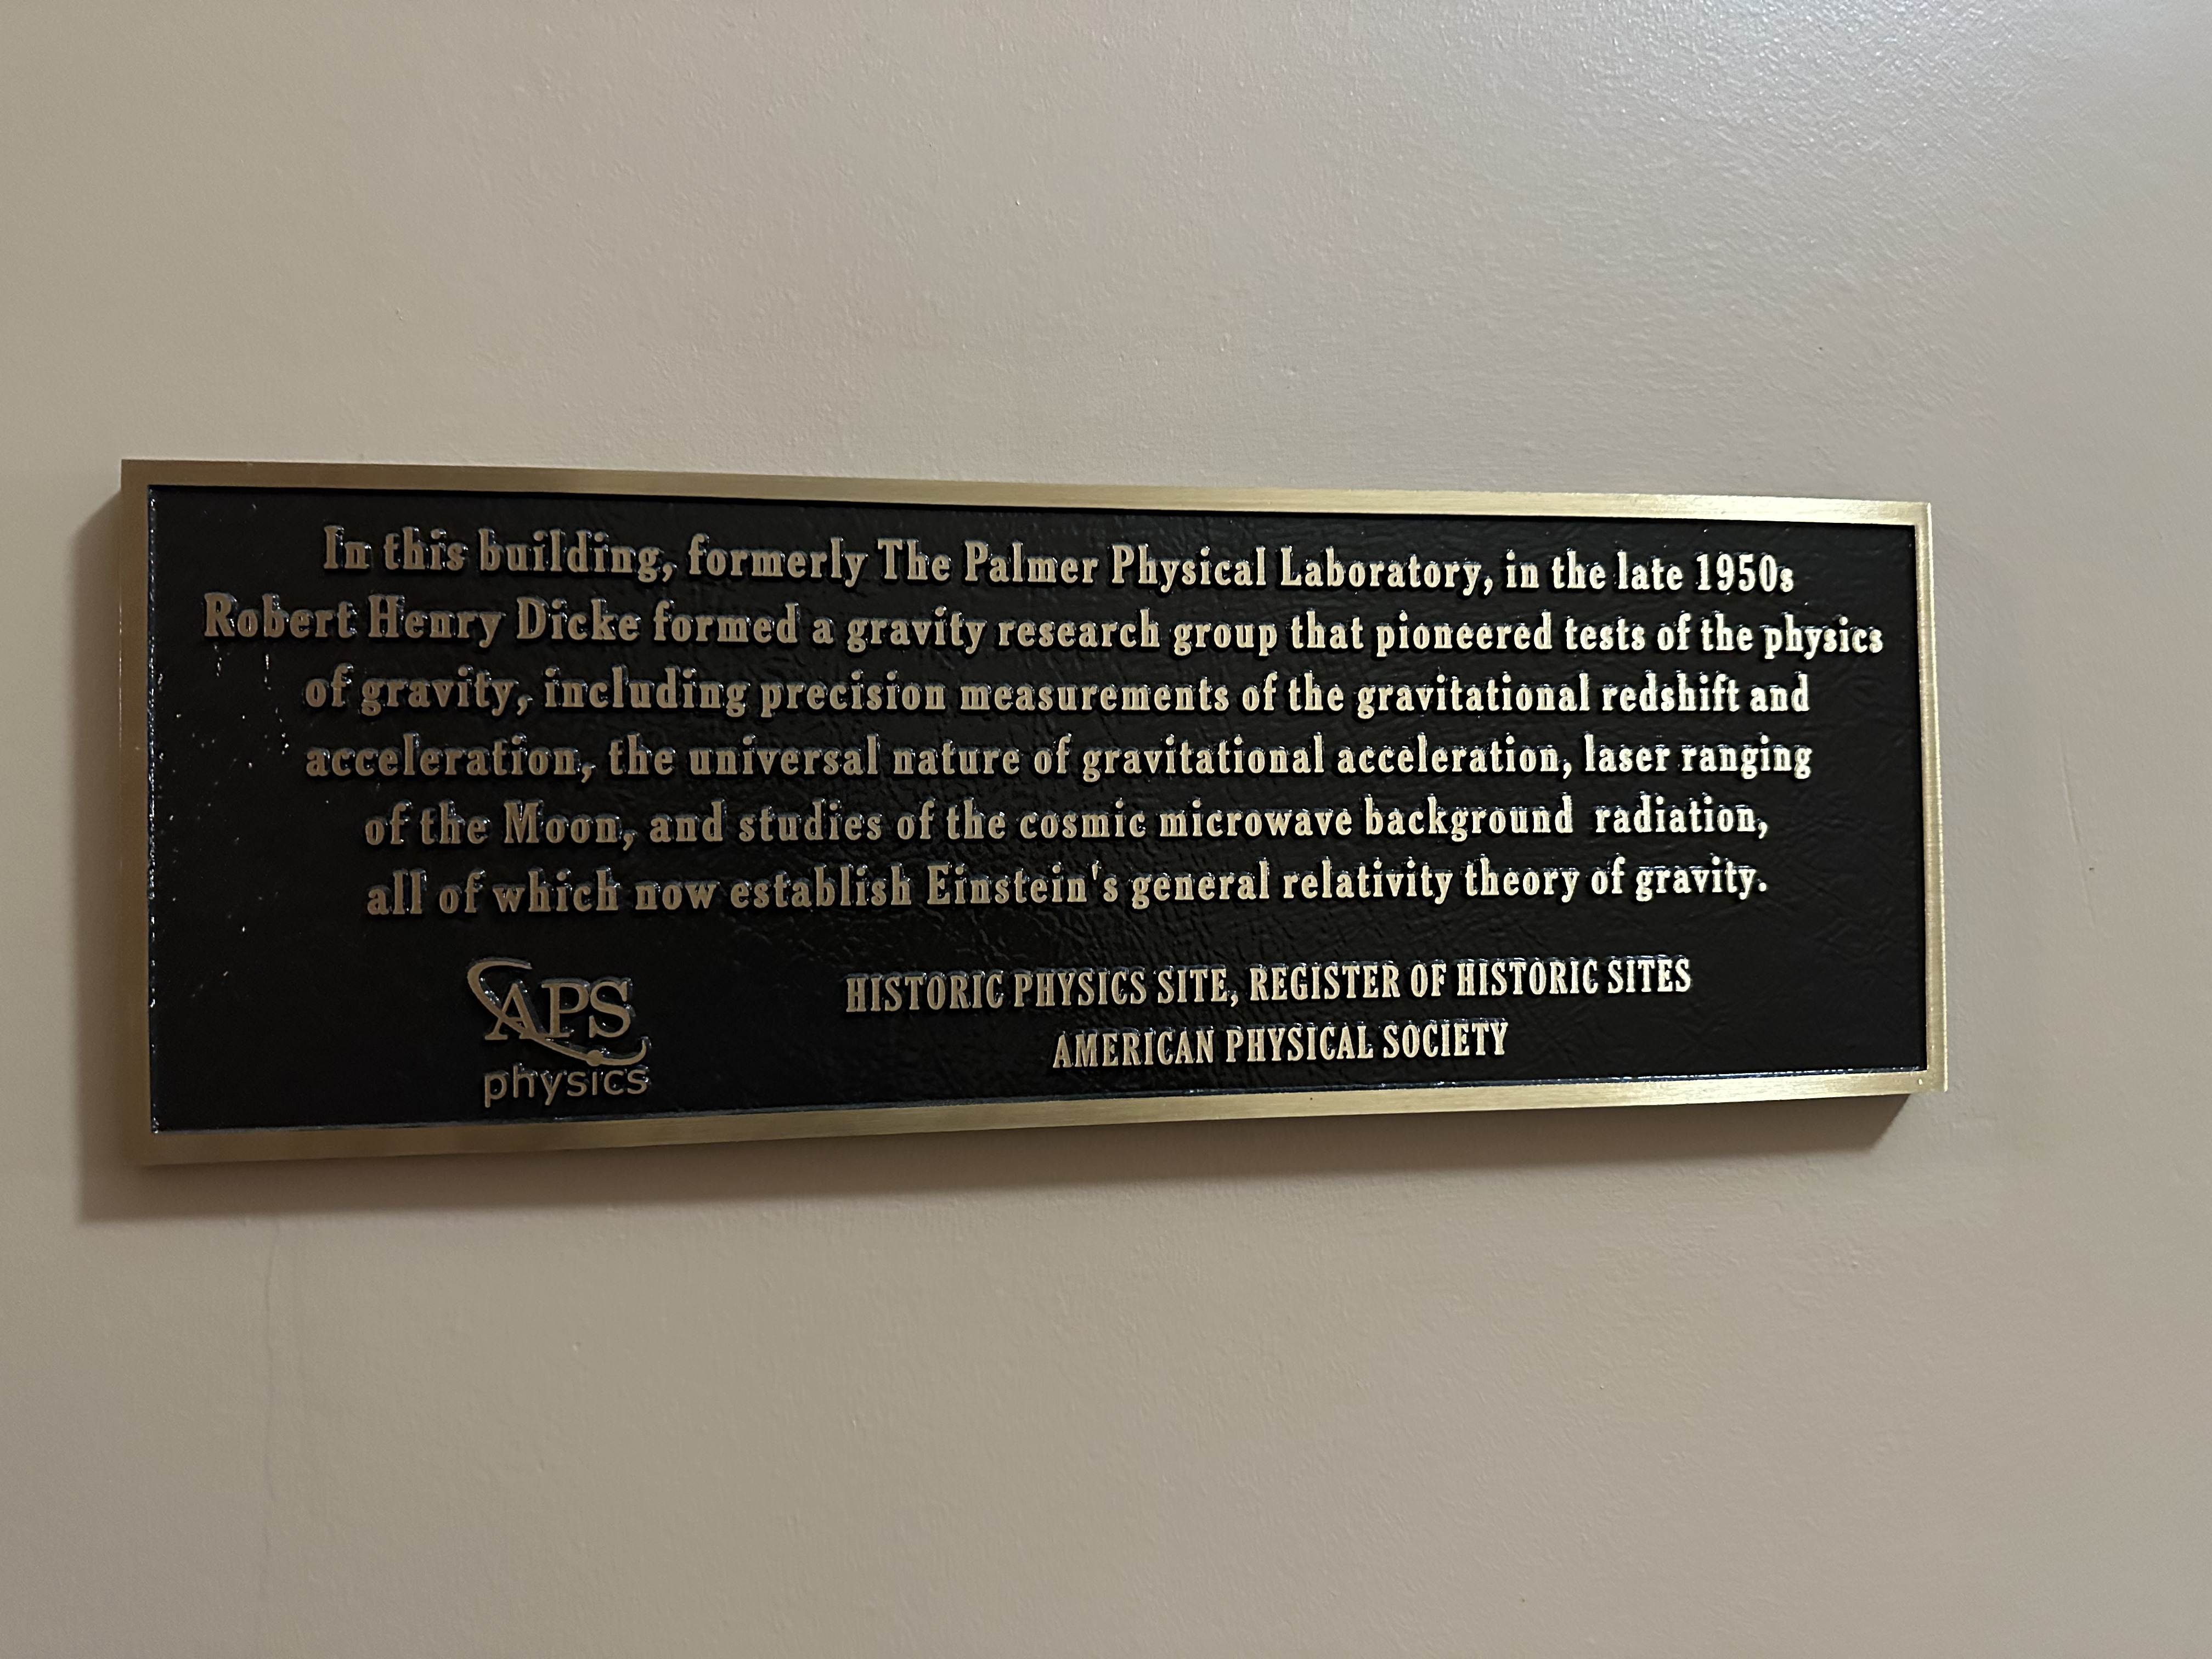 In this building, formerly The Palmer Physical Laboratory, in the late 1950s
Robert Henry Dicke formed a gravity research group that pioneered tests of the physics
of gravity, including precision measurements of the gravitational redshift and
acceleration, the universal nature of gravitational acceleration, laser ranging
of the Moon, and studies of the cosmic microwave background radiation,
all of which now establish Einstein's general relativity theory of gravity.
APS
physics
HISTORIC PHYSICS SITE, REGISTER OF HISTORIC SITES
AMERICAN PHYSICAL SOCIETY